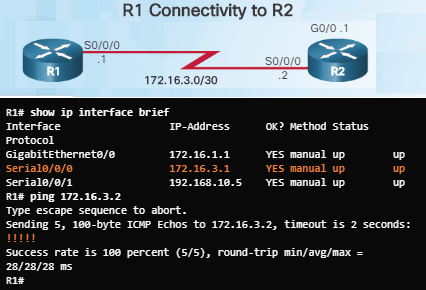 R1 Connectivity to R2
G0/0 .1
S0/0/0
.1
R1
S0/0/0
.2
R2
172.16.3.0/30
R1# show ip interface brief
Interface IP-Address OK? Method Status
Protocol
GigabitEthernet0/0 172.16.1.1 YES manual up up
Serial0/0/0 172.16.3.1 YES manual up up
Serial0/0/1 192.168.10.5 YES manual up up
R1# ping 172.16.3.2
Type escape sequence to abort.
Sending 5, 100-byte ICMP Echos to 172.16.3.2, timeout is 2 seconds:
!!!!!
Success rate is 100 percent (5/5), round-trip min/avg/max =
28/28/28 ms
R1#